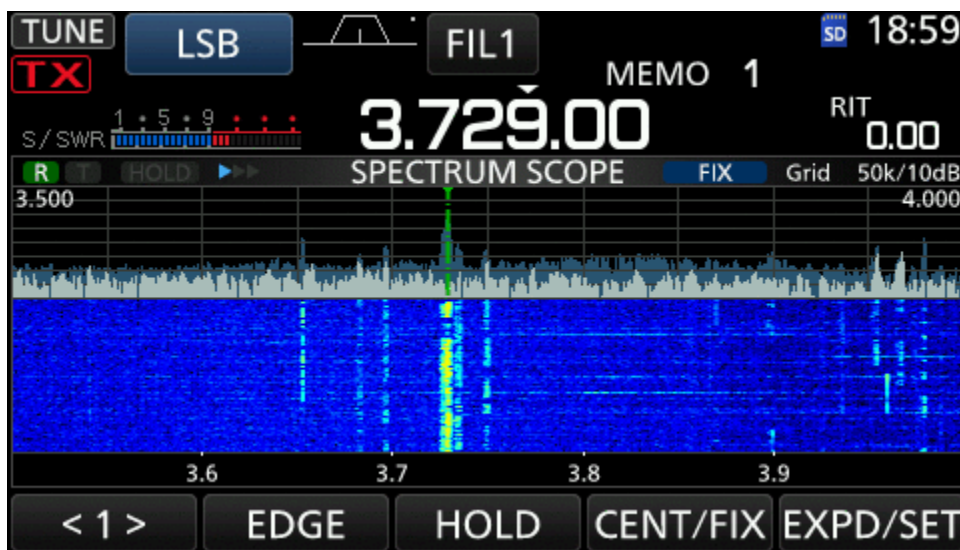 TUNE LSB FIL1 SD 18:59
TX MEMO 1
3.729.00 RIT 0.00
1 • 5 • 9
S/SWR
R T HOLD SPECTRUM SCOPE FIX Grid 50k/10dB
3.500 4.000
3.6 3.7 3.8 3.9
< 1 > EDGE HOLD CENT/FIX EXPD/SET